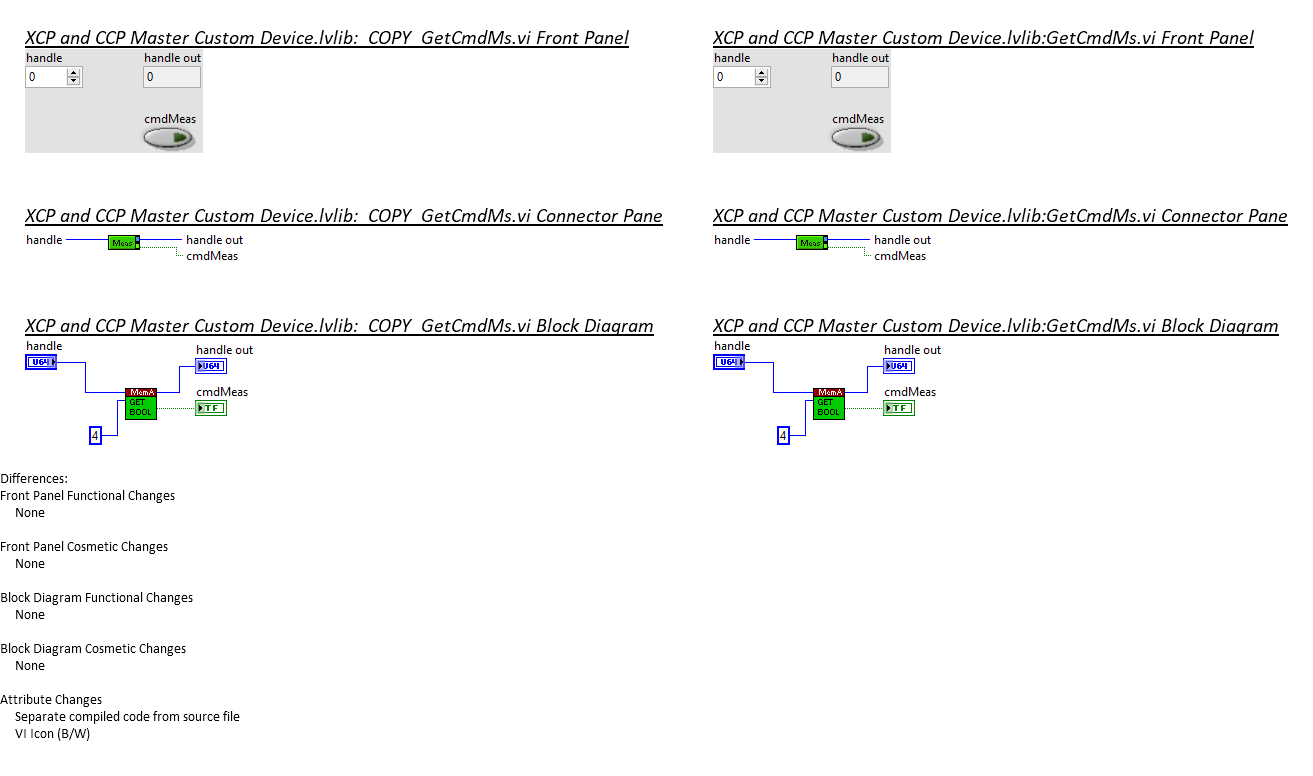 XCP and CCP Master Custom Device.lvlib:_COPY_GetCmdMs.vi Front Panel
handle handle out
0 0
cmdMeas
XCP and CCP Master Custom Device.lvlib:GetCmdMs.vi Front Panel
handle handle out
0 0
cmdMeas
XCP and CCP Master Custom Device.lvlib:_COPY_GetCmdMs.vi Connector Pane
handle Meas handle out
cmdMeas
XCP and CCP Master Custom Device.lvlib:GetCmdMs.vi Connector Pane
handle Meas handle out
cmdMeas
XCP and CCP Master Custom Device.lvlib:_COPY_GetCmdMs.vi Block Diagram
handle
handle out
U64
U64
MemA
cmdMeas
GET
TF
BOOL
4
XCP and CCP Master Custom Device.lvlib:GetCmdMs.vi Block Diagram
handle
handle out
U64
U64
MemA
cmdMeas
GET
TF
BOOL
4
Differences:
Front Panel Functional Changes
None
Front Panel Cosmetic Changes
None
Block Diagram Functional Changes
None
Block Diagram Cosmetic Changes
None
Attribute Changes
Separate compiled code from source file
VI Icon (B/W)